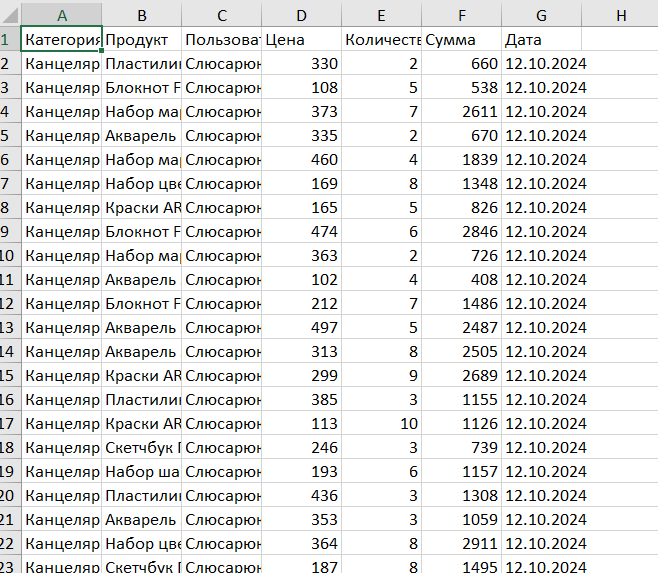 A B C D E F G H
1 Категория Продукт Пользоват Цена Количеств Сумма Дата
2 Канцеляр Пластилин Слюсарюн 330 2 660 12.10.2024
3 Канцеляр Блокнот F Слюсарюн 108 5 538 12.10.2024
4 Канцеляр Набор мар Слюсарюн 373 7 2611 12.10.2024
5 Канцеляр Акварель Слюсарюн 335 2 670 12.10.2024
6 Канцеляр Набор мар Слюсарюн 460 4 1839 12.10.2024
7 Канцеляр Набор цве Слюсарюн 169 8 1348 12.10.2024
8 Канцеляр Краски AR Слюсарюн 165 5 826 12.10.2024
9 Канцеляр Блокнот F Слюсарюн 474 6 2846 12.10.2024
10 Канцеляр Набор мар Слюсарюн 363 2 726 12.10.2024
11 Канцеляр Акварель Слюсарюн 102 4 408 12.10.2024
12 Канцеляр Блокнот F Слюсарюн 212 7 1486 12.10.2024
13 Канцеляр Акварель Слюсарюн 497 5 2487 12.10.2024
14 Канцеляр Акварель Слюсарюн 313 8 2505 12.10.2024
15 Канцеляр Краски AR Слюсарюн 299 9 2689 12.10.2024
16 Канцеляр Пластилин Слюсарюн 385 3 1155 12.10.2024
17 Канцеляр Краски AR Слюсарюн 113 10 1126 12.10.2024
18 Канцеляр Скетчбук Слюсарюн 246 3 739 12.10.2024
19 Канцеляр Набор ша Слюсарюн 193 6 1157 12.10.2024
20 Канцеляр Пластилин Слюсарюн 436 3 1308 12.10.2024
21 Канцеляр Акварель Слюсарюн 353 3 1059 12.10.2024
22 Канцеляр Набор цве Слюсарюн 364 8 2911 12.10.2024
23 Канцеляр Скетчбук Слюсарюн 187 8 1495 12.10.2024